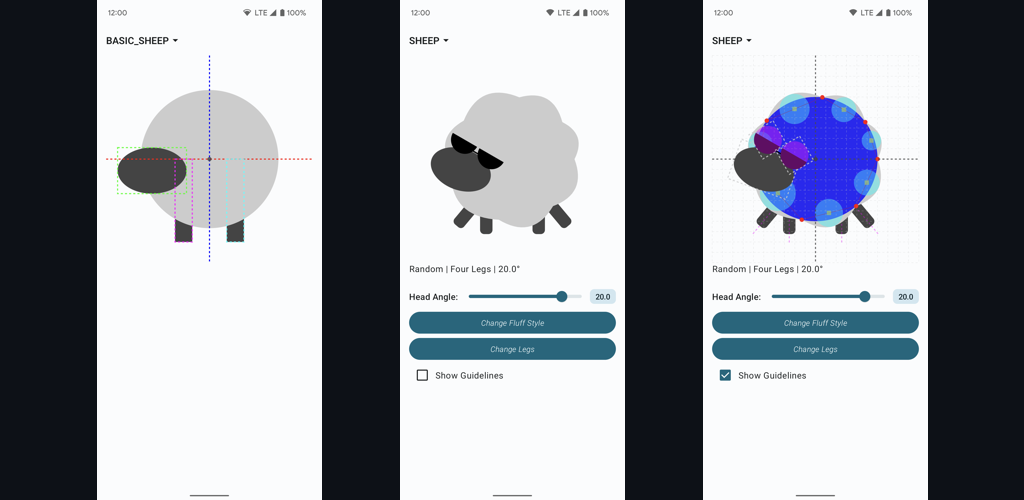 12:00 LTE 100%
BASIC_SHEEP
12:00 LTE 100%
SHEEP
Random | Four Legs | 20.0°
Head Angle: 20.0
Change Fluff Style
Change Legs
Show Guidelines
12:00 LTE 100%
SHEEP
Random | Four Legs | 20.0°
Head Angle: 20.0
Change Fluff Style
Change Legs
Show Guidelines